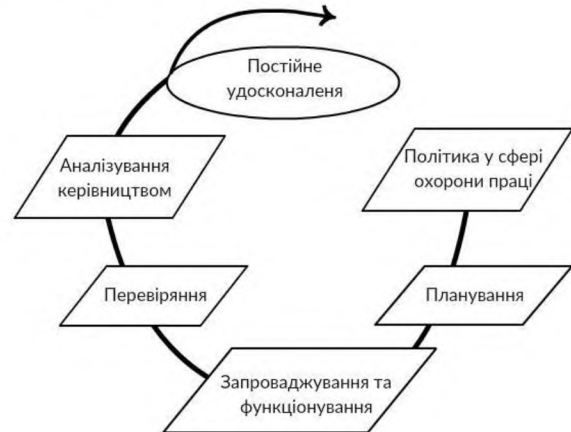 Постійне
удосконаленя
Аналізування
керівництвом
Політика у сфері
охорони праці
Перевіряння
Планування
Запроваджування та
функціонування